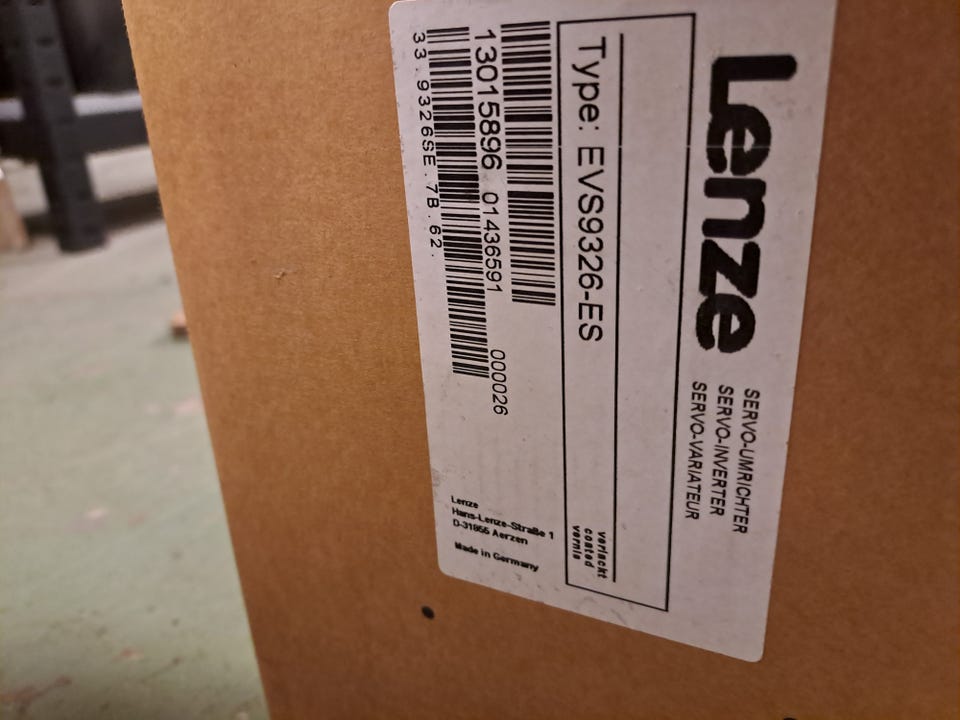 Lenze
SERVO-UMRICHTER
SERVO-INVERTER
SERVO-VARIATEUR
Type: EVS9326-ES
verlackt
coated
vernis
13015896 01436591 000026
33.9326SE.7B.62.
Lenze
Hans-Lenze-Straße 1
D-31855 Aerzen
Made in Germany